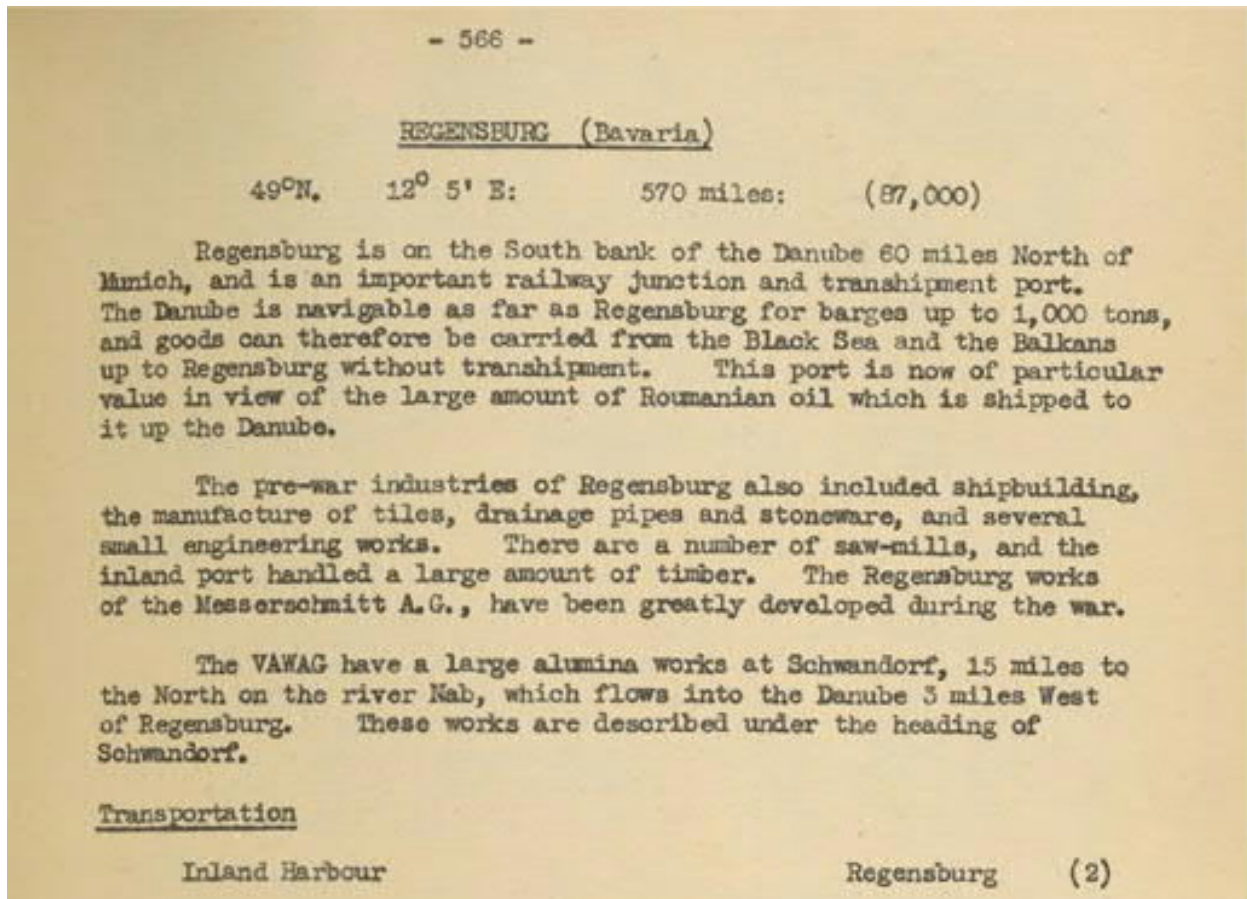 - 566 -
REGENSBURG (Bavaria)
49°N. 12° 5' E: 570 miles: (87,000)
Regensburg is on the South bank of the Danube 60 miles North of
Munich, and is an important railway junction and transhipment port.
The Danube is navigable as far as Regensburg for barges up to 1,000 tons,
and goods can therefore be carried from the Black Sea and the Balkans
up to Regensburg without transhipment. This port is now of particular
value in view of the large amount of Roumanian oil which is shipped to
it up the Danube.
The pre-war industries of Regensburg also included shipbuilding,
the manufacture of tiles, drainage pipes and stoneware, and several
small engineering works. There are a number of saw-mills, and the
inland port handled a large amount of timber. The Regensburg works
of the Messerschmitt A.G., have been greatly developed during the war.
The VAWAG have a large alumina works at Schwandorf, 15 miles to
the North on the river Nab, which flows into the Danube 3 miles West
of Regensburg. These works are described under the heading of
Schwandorf.
Transportation
Inland Harbour Regensburg (2)